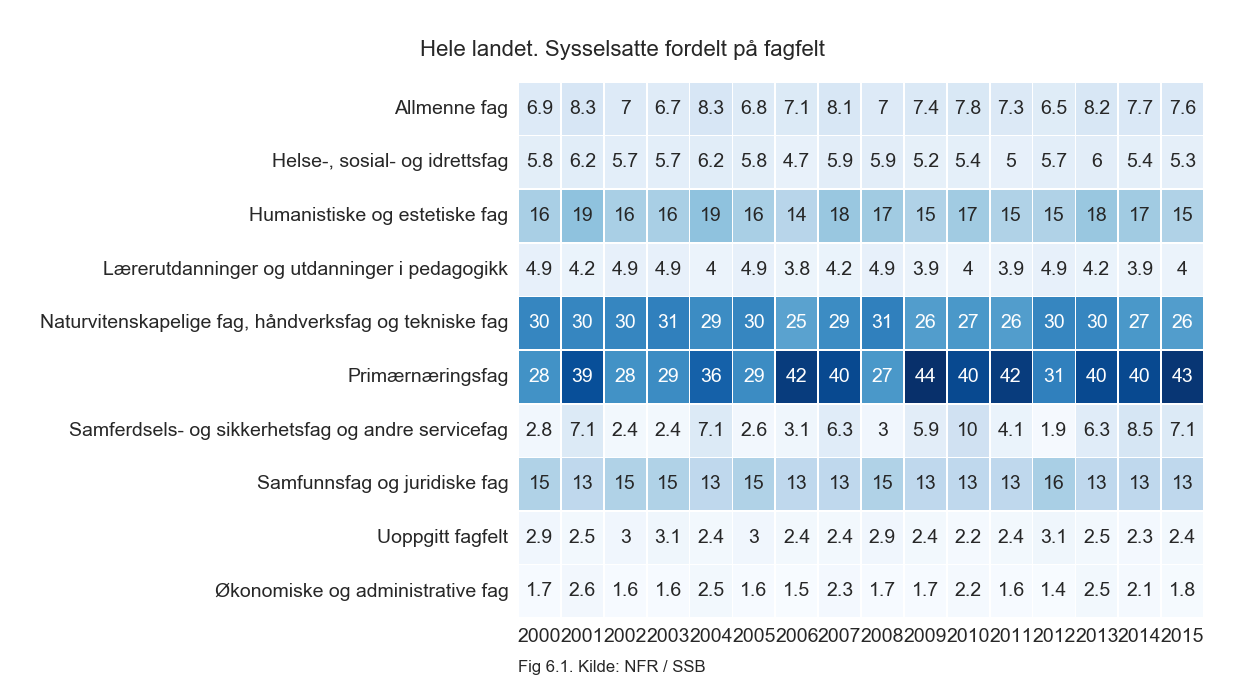 Hele landet. Sysselsatte fordelt på fagfelt
Allmenne fag 6.9 8.3 7 6.7 8.3 6.8 7.1 8.1 7 7.4 7.8 7.3 6.5 8.2 7.7 7.6
Helse-, sosial- og idrettsfag 5.8 6.2 5.7 5.7 6.2 5.8 4.7 5.9 5.9 5.2 5.4 5 5.7 6 5.4 5.3
Humanistiske og estetiske fag 16 19 16 16 19 16 14 18 17 15 17 15 15 18 17 15
Lærerutdanninger og utdanninger i pedagogikk 4.9 4.2 4.9 4.9 4 4.9 3.8 4.2 4.9 3.9 4 3.9 4.9 4.2 3.9 4
Naturvitenskapelige fag, håndverksfag og tekniske fag 30 30 30 31 29 30 25 29 31 26 27 26 30 30 27 26
Primærnæringsfag 28 39 28 29 36 29 42 40 27 44 40 42 31 40 40 43
Samferdsels- og sikkerhetsfag og andre servicefag 2.8 7.1 2.4 2.4 7.1 2.6 3.1 6.3 3 5.9 10 4.1 1.9 6.3 8.5 7.1
Samfunnsfag og juridiske fag 15 13 15 15 13 15 13 13 15 13 13 13 16 13 13 13
Uoppgitt fagfelt 2.9 2.5 3 3.1 2.4 3 2.4 2.4 2.9 2.4 2.2 2.4 3.1 2.5 2.3 2.4
Økonomiske og administrative fag 1.7 2.6 1.6 1.6 2.5 1.6 1.5 2.3 1.7 1.7 2.2 1.6 1.4 2.5 2.1 1.8
2000 2001 2002 2003 2004 2005 2006 2007 2008 2009 2010 2011 2012 2013 2014 2015
Fig 6.1. Kilde: NFR / SSB